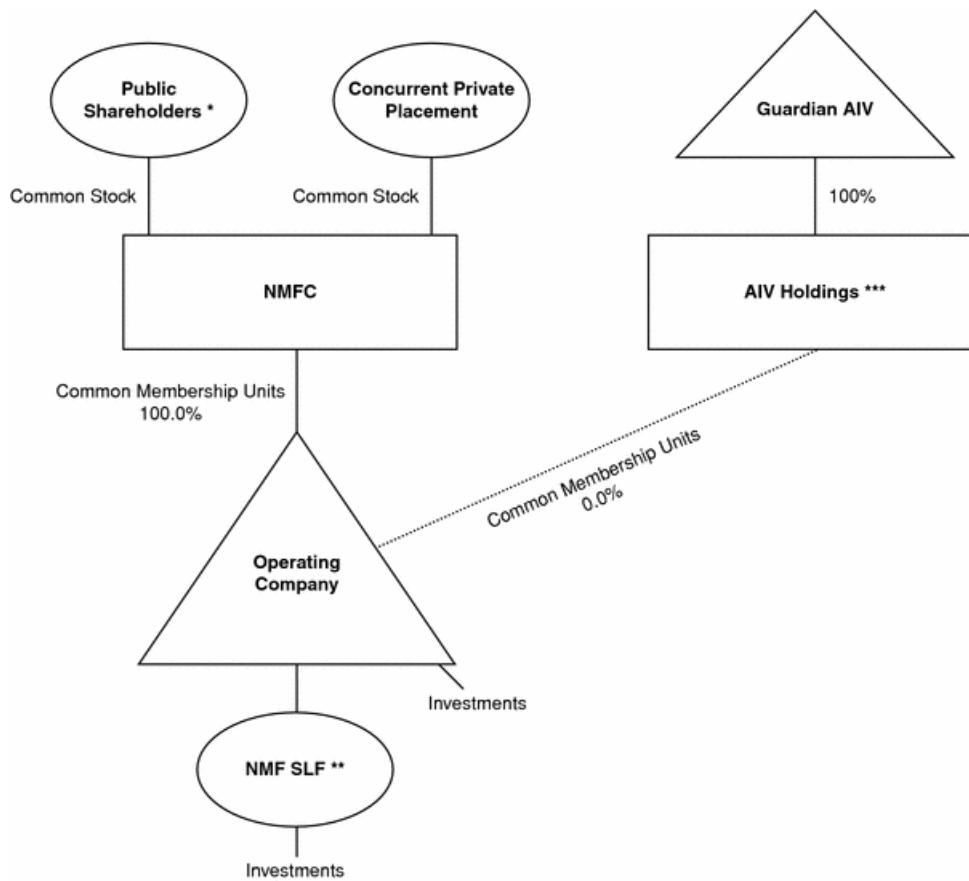 Public
Shareholders *
Concurrent Private
Placement
Guardian AIV
Common Stock
Common Stock
100%
NMFC
AIV Holdings ***
Common Membership Units
100.0%
Common Membership Units
0.0%
Operating
Company
Investments
NMF SLF **
Investments